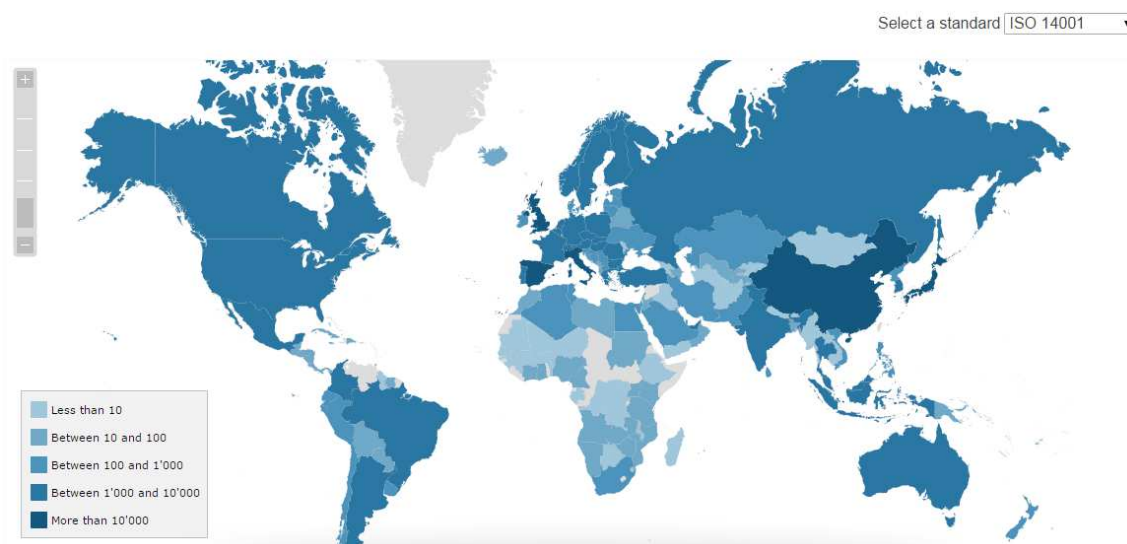 Select a standard ISO 14001
Less than 10
Between 10 and 100
Between 100 and 1'000
Between 1'000 and 10'000
More than 10'000